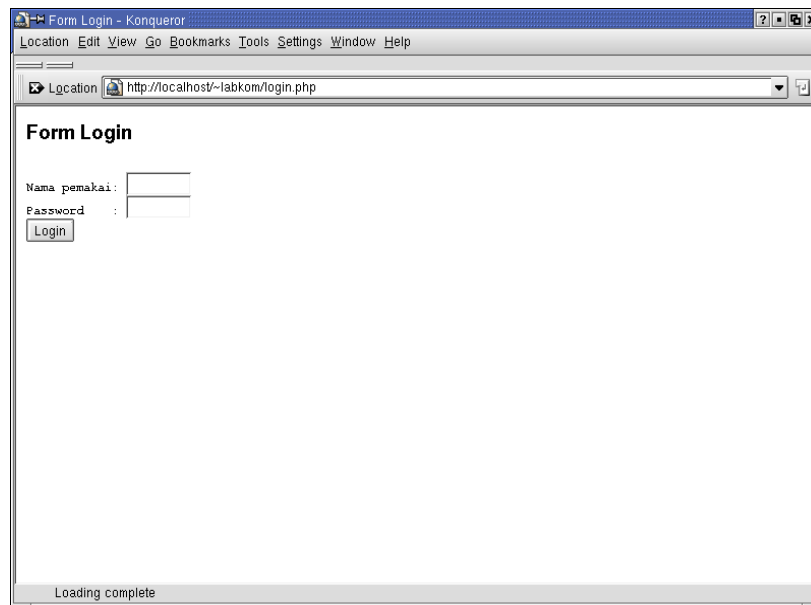 Form Login - Konqueror
Location Edit View Go Bookmarks Tools Settings Window Help
Location http://localhost/~labkom/login.php
Form Login
Nama pemakai:
Password :
Login
Loading complete